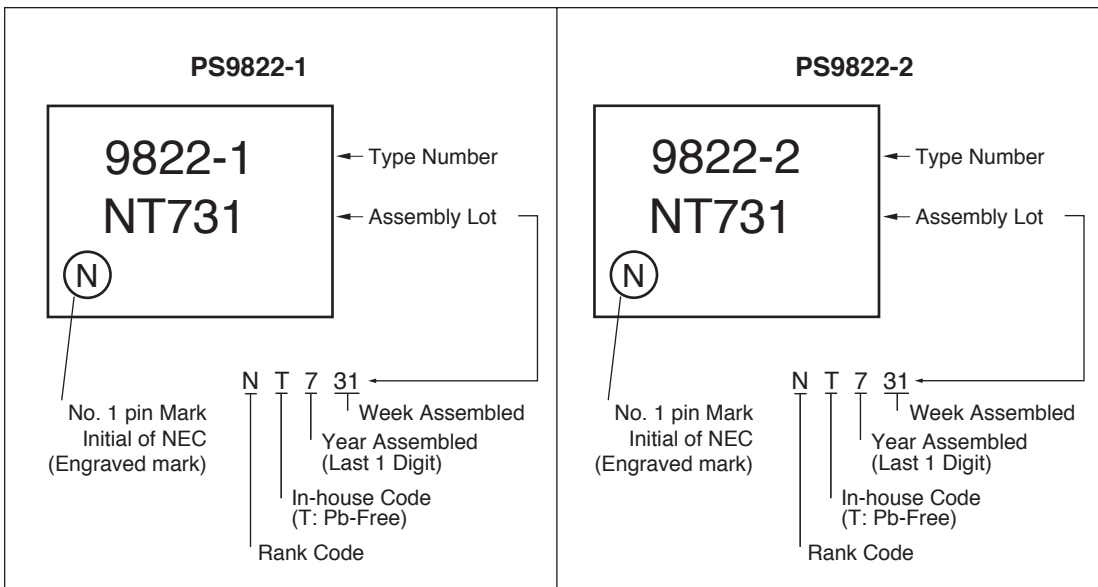 PS9822-1
9822-1
Type Number
NT731
Assembly Lot
N
N T 7 31
No. 1 pin Mark
Initial of NEC
(Engraved mark)
Week Assembled
Year Assembled
(Last 1 Digit)
In-house Code
(T: Pb-Free)
Rank Code
PS9822-2
9822-2
Type Number
NT731
Assembly Lot
N
N T 7 31
No. 1 pin Mark
Initial of NEC
(Engraved mark)
Week Assembled
Year Assembled
(Last 1 Digit)
In-house Code
(T: Pb-Free)
Rank Code